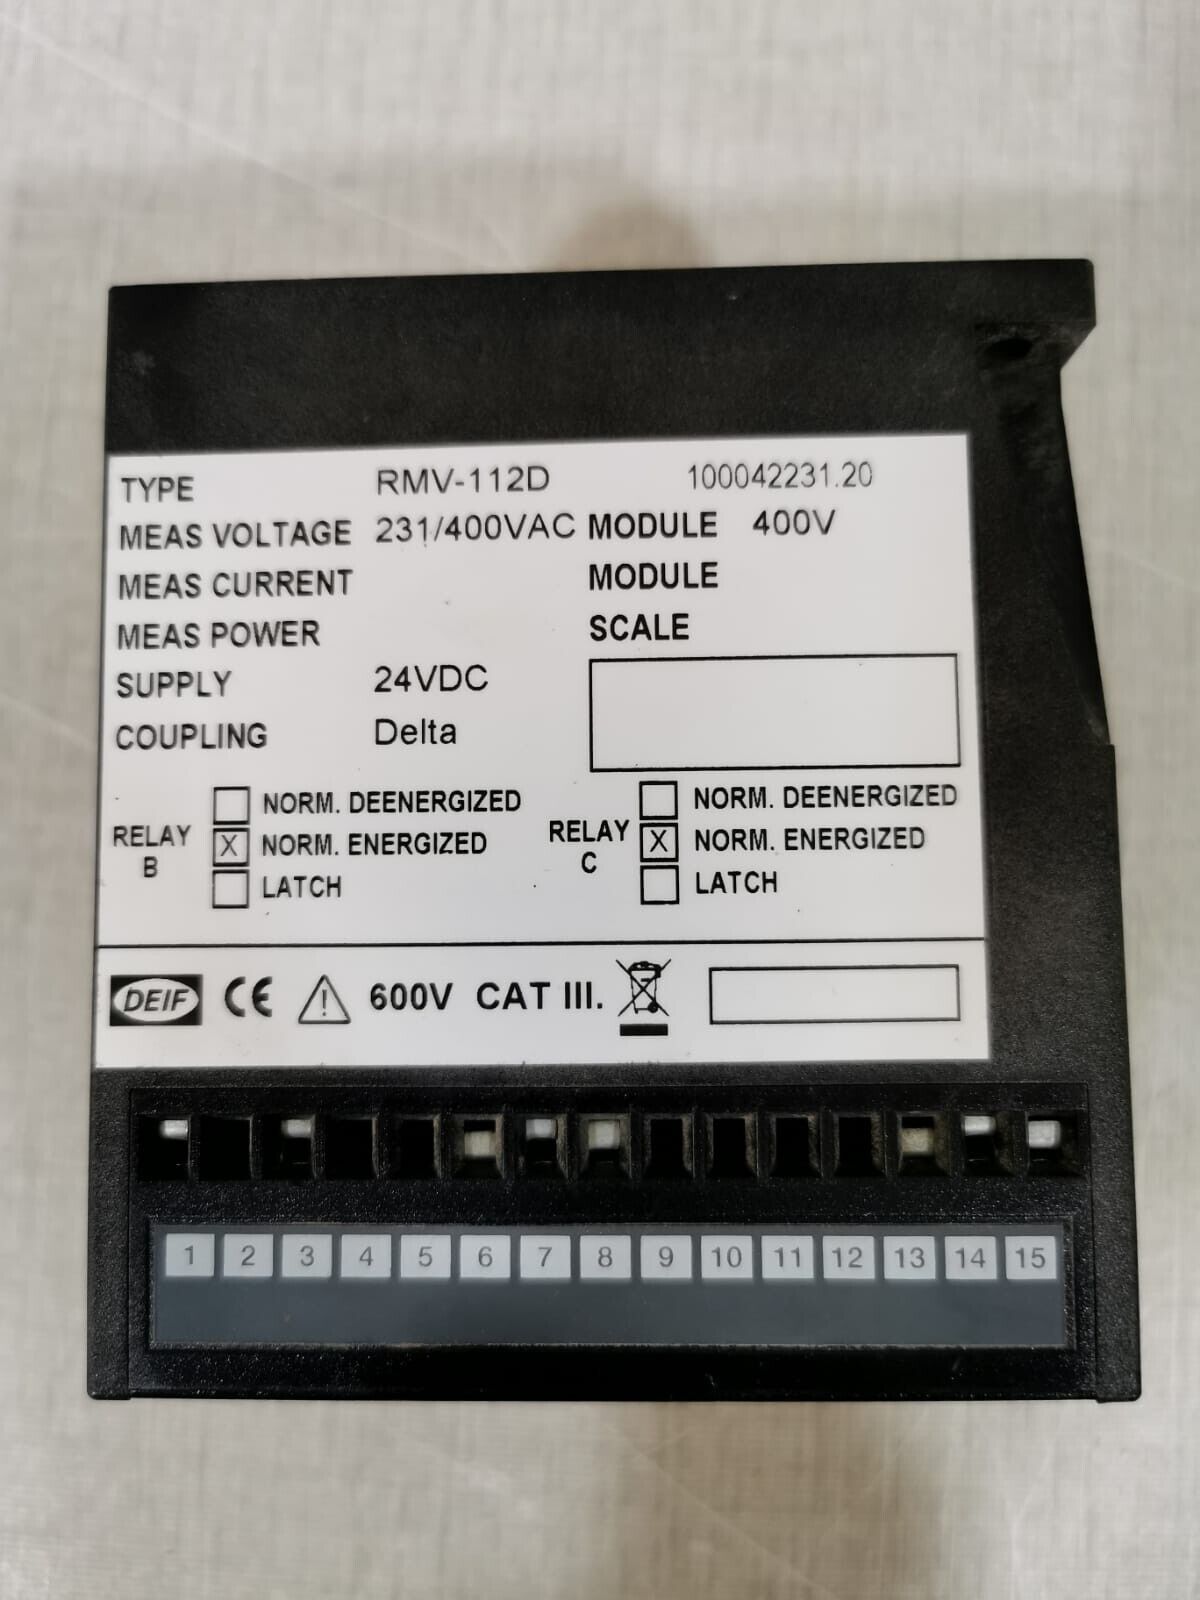 TYPE RMV-112D 100042231.20
MEAS VOLTAGE 231/400VAC MODULE 400V
MEAS CURRENT MODULE
MEAS POWER SCALE
SUPPLY 24VDC
COUPLING Delta
RELAY B
NORM. DEENERGIZED
X NORM. ENERGIZED
LATCH
RELAY C
NORM. DEENERGIZED
X NORM. ENERGIZED
LATCH
DEIF CE 600V CAT III.
1 2 3 4 5 6 7 8 9 10 11 12 13 14 15